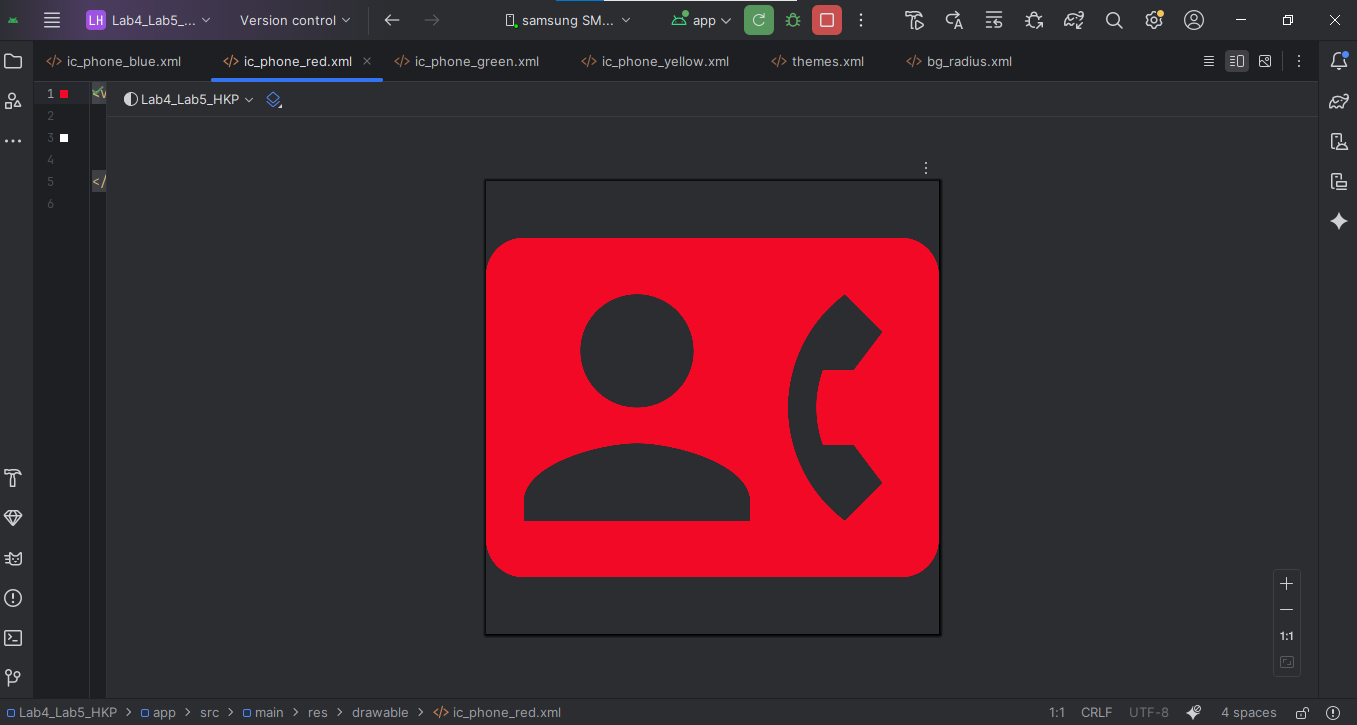 LH Lab4_Lab5_... Version control samsung SM... app
ic_phone_blue.xml ic_phone_red.xml ic_phone_green.xml ic_phone_yellow.xml themes.xml bg_radius.xml
1 <v
Lab4_Lab5_HKP
2
3
4
5 </
6
1:1
Lab4_Lab5_HKP > app > src > main > res > drawable > </> ic_phone_red.xml 1:1 CRLF UTF-8 4 spaces